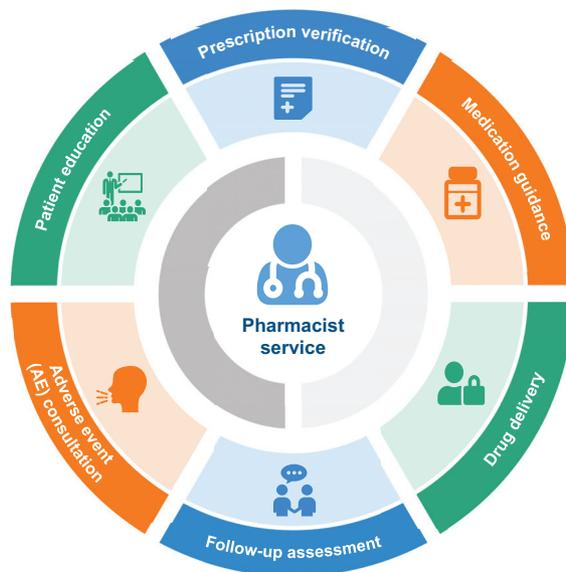 Prescription verification
Medication guidance
Drug delivery
Follow-up assessment
Adverse event
(AE) consultation
Patient education
Pharmacist
service